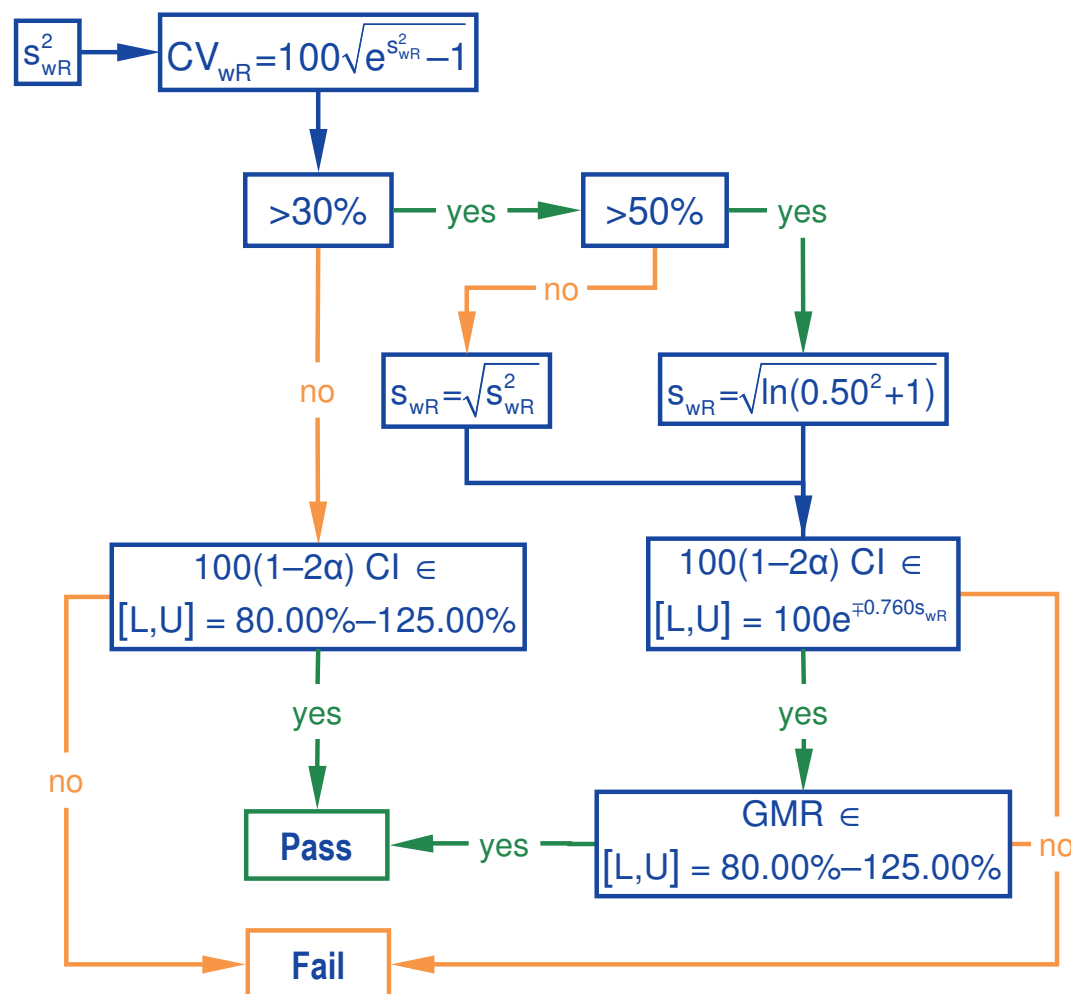 s²wR
CVwR=100√(e^s²wR–1)
>30%
yes
>50%
yes
no
no
swR=√s²wR
swR=√ln(0.50²+1)
100(1–2α) CI ∈
[L,U] = 80.00%–125.00%
100(1–2α) CI ∈
[L,U] = 100e^∓0.760swR
yes
yes
no
Pass
yes
GMR ∈
[L,U] = 80.00%–125.00%
no
Fail